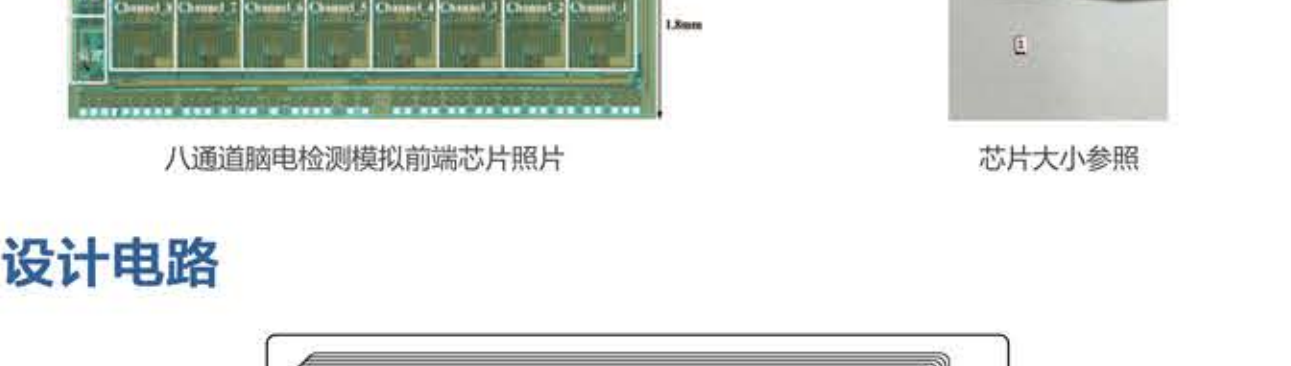 Channel_8 Channel_7 Channel_6 Channel_5 Channel_4 Channel_3 Channel_2 Channel_1
1.8mm
1
八通道脑电检测模拟前端芯片照片
芯片大小参照
设计电路